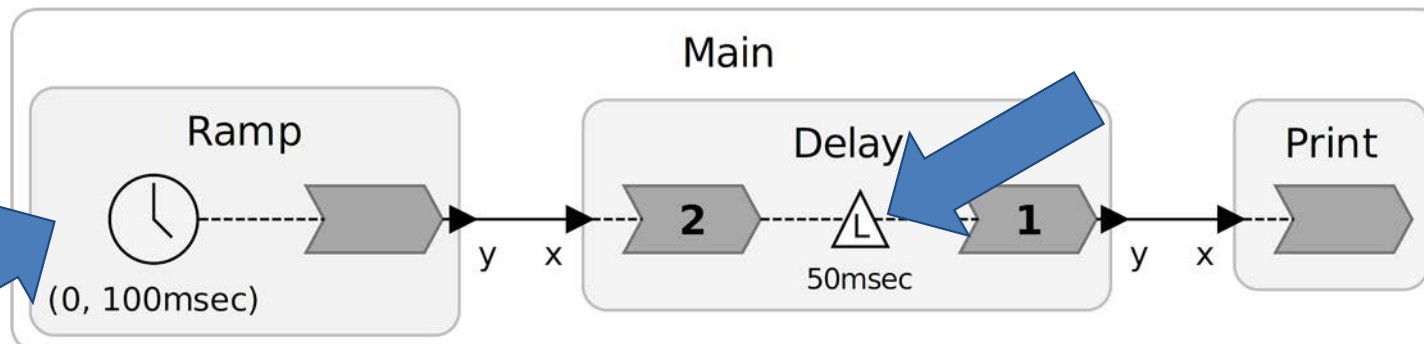 Main
Ramp
Delay
Print
2
L
1
y
x
y
x
50msec
(0, 100msec)